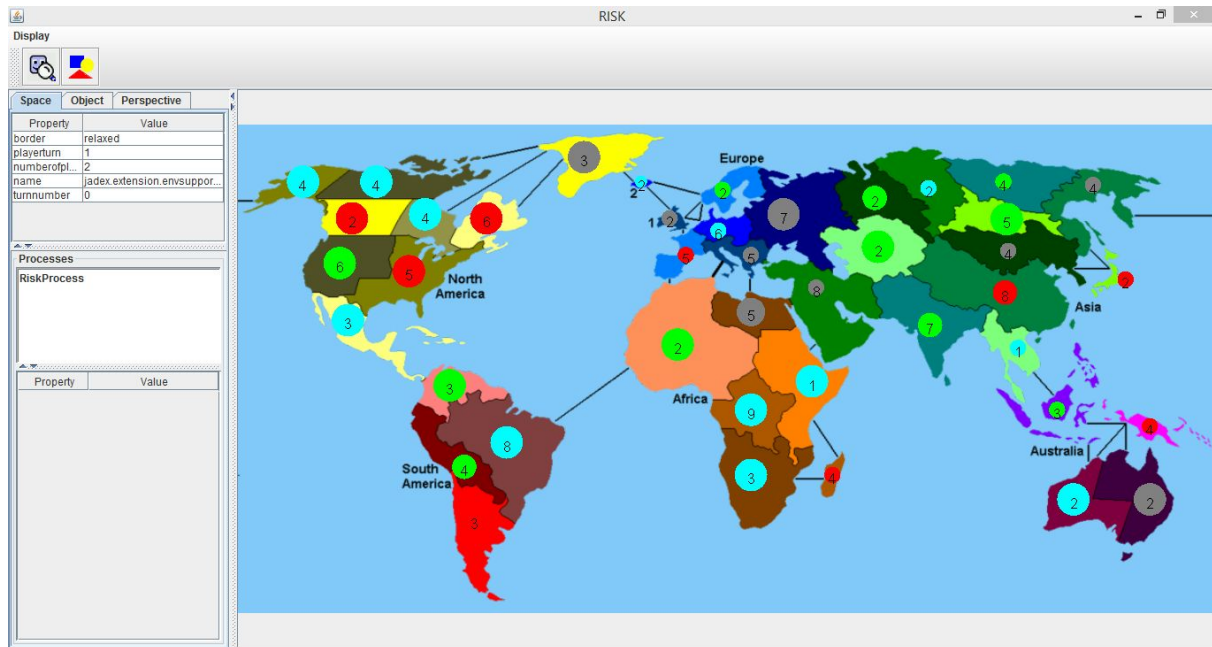 RISK
Display
Space Object Perspective
Property Value
border relaxed
playerturn 1
numberofpl... 2
name jadex.extension.envsuppor...
turnnumber 0
Processes
RiskProcess
Property Value
Europe
3
4 4 2 2 2 4 4
2
2 4 6 1 2 7 2 5
6 5 6 5 5 2 4
North
America
8 8 2
Asia
3 5 7 1
2
3
Africa 1
9 3 4
Australia
8
South
America
4 3 4
3 2 2